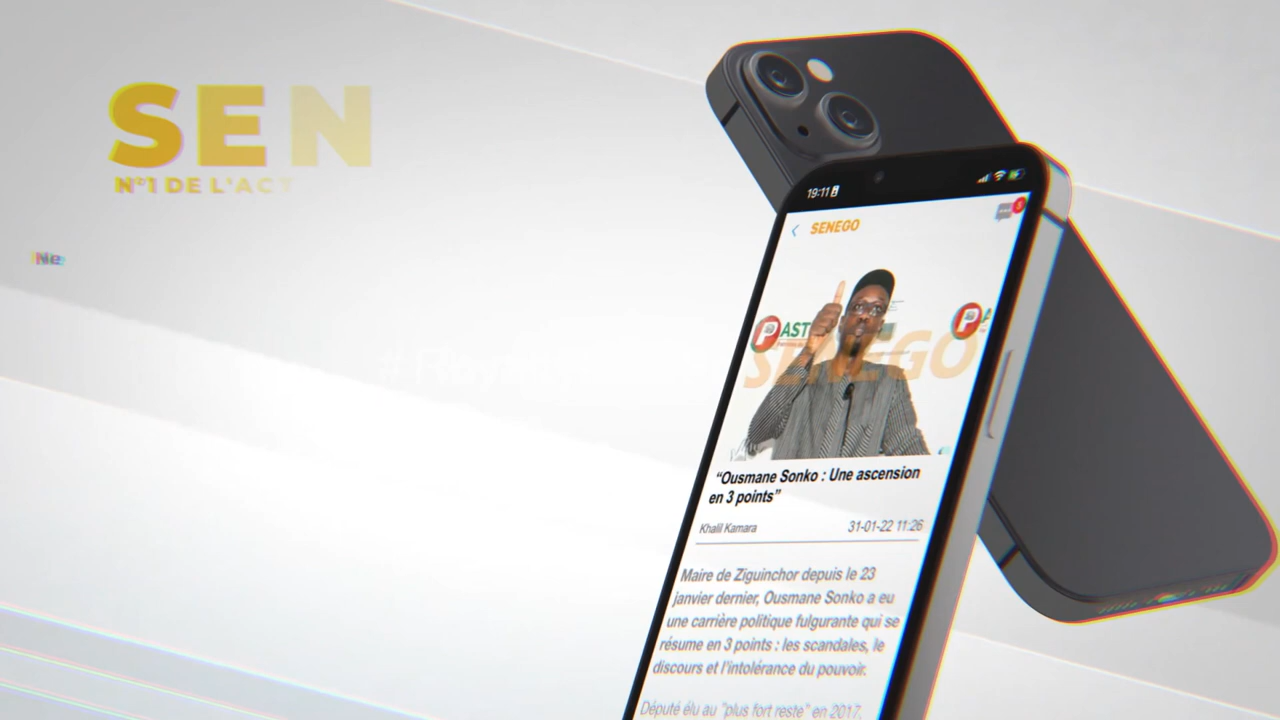 SEN
N°1 DE L'ACT
Ne
19:11
SENEGO
PAST
SENEGO
“Ousmane Sonko : Une ascension
en 3 points”
Khalil Kamara 31-01-22 11:26
Maire de Ziguinchor depuis le 23
janvier dernier, Ousmane Sonko a eu
une carrière politique fulgurante qui se
résume en 3 points : les scandales, le
discours et l'intolérance du pouvoir.
Député élu au "plus fort reste" en 2017,